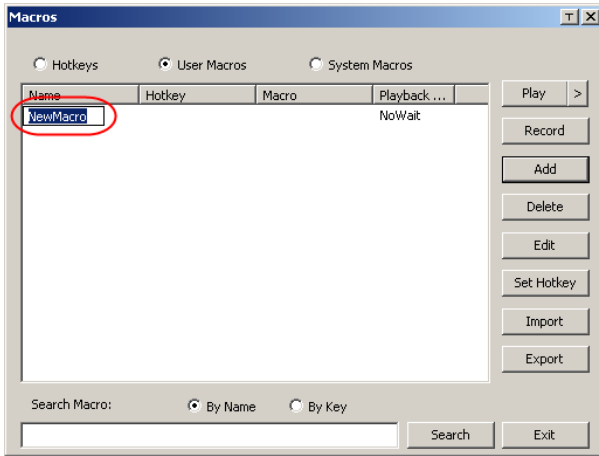 Macros T X
Hotkeys User Macros System Macros
Name Hotkey Macro Playback ... Play >
NewMacro NoWait
Record
Add
Delete
Edit
Set Hotkey
Import
Export
Search Macro: By Name By Key
Search Exit